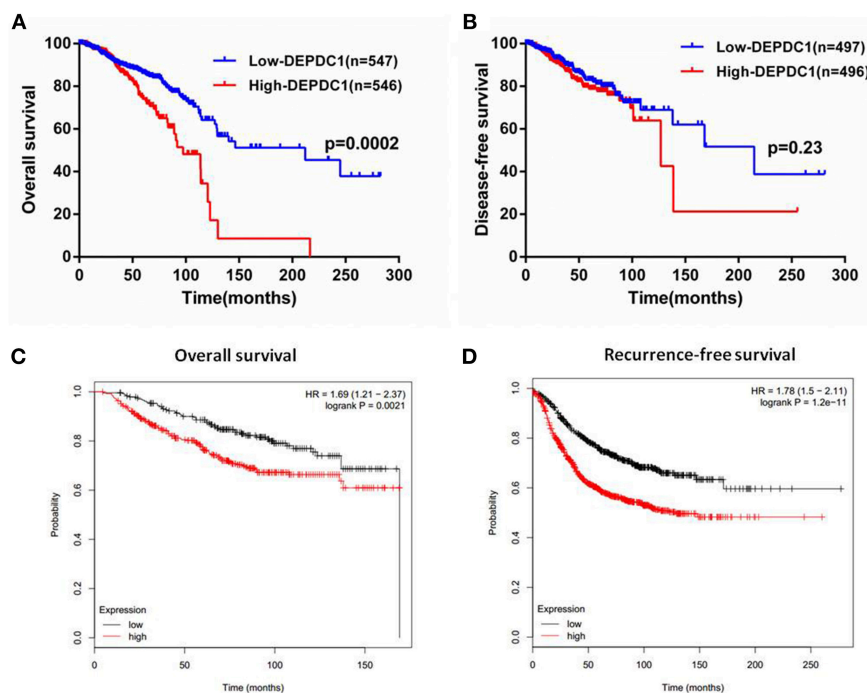 A
Low-DEPDC1(n=547)
High-DEPDC1(n=546)
p=0.0002
Overall survival
100
80
60
40
20
0
0 50 100 150 200 250 300
Time(months)
B
Low-DEPDC1(n=497)
High-DEPDC1(n=496)
p=0.23
Disease-free survival
100
80
60
40
20
0
0 50 100 150 200 250 300
Time(months)
C
Overall survival
HR = 1.69 (1.21 − 2.37)
logrank P = 0.0021
Probability
1.0
0.8
0.6
0.4
0.2
0.0
Expression
low
high
0 50 100 150
Time (months)
D
Recurrence-free survival
HR = 1.78 (1.5 − 2.11)
logrank P = 1.2e−11
Probability
1.0
0.8
0.6
0.4
0.2
0.0
Expression
low
high
0 50 100 150 200 250
Time (months)